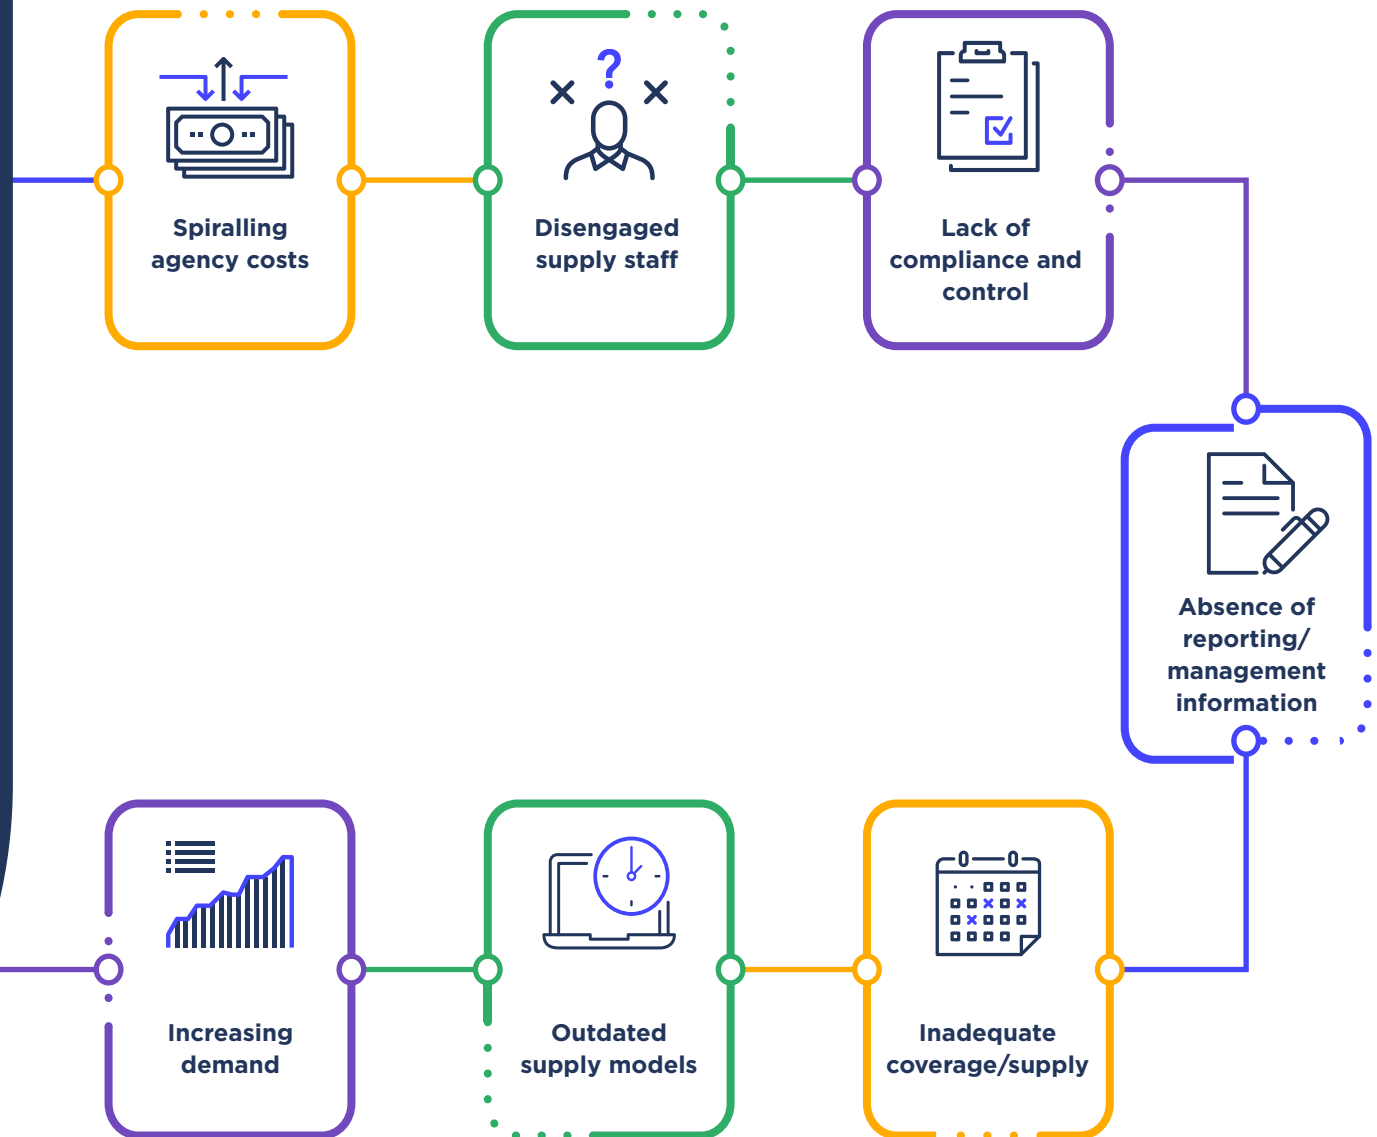 Spiralling
agency costs
Disengaged
supply staff
Lack of
compliance and
control
Absence of
reporting/
management
information
Increasing
demand
Outdated
supply models
Inadequate
coverage/supply